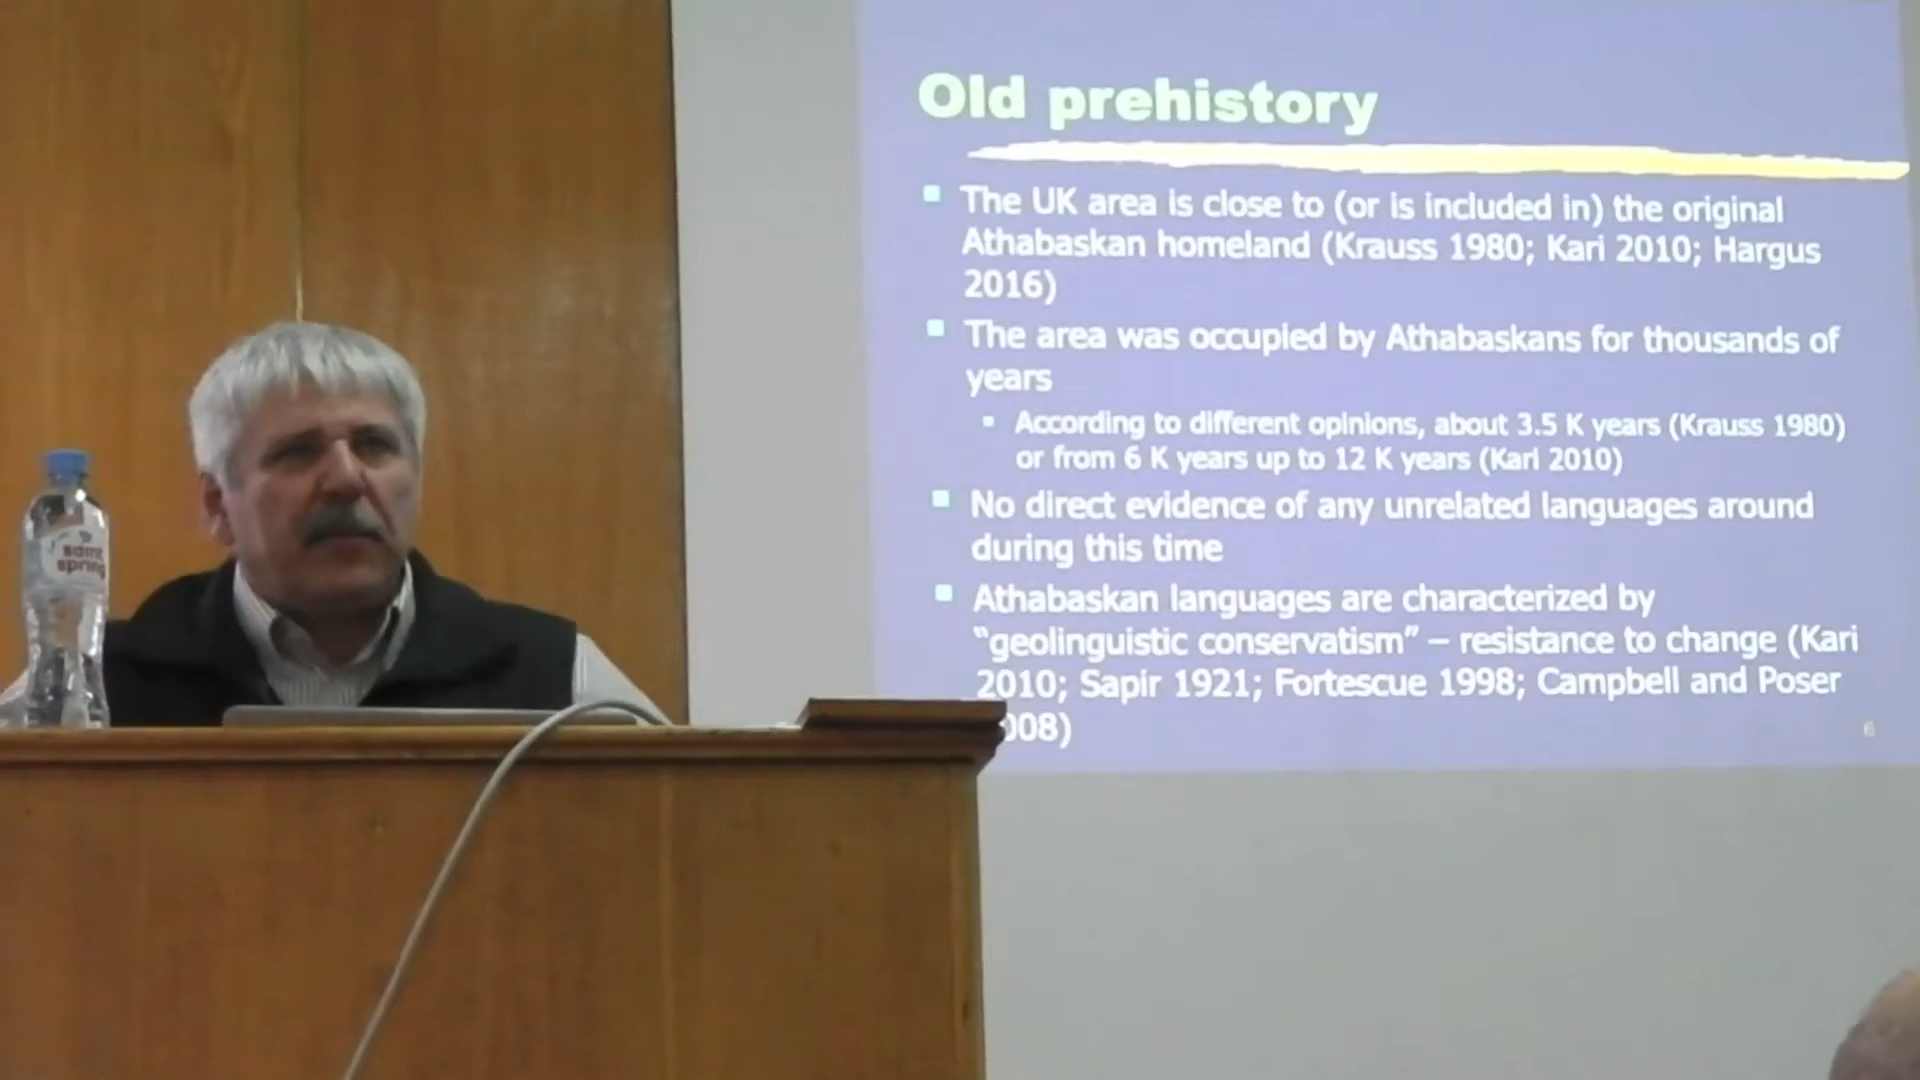 Old prehistory
The UK area is close to (or is included in) the original
Athabaskan homeland (Krauss 1980; Kari 2010; Hargus
2016)
The area was occupied by Athabaskans for thousands of
years
According to different opinions, about 3.5 K years (Krauss 1980)
or from 6 K years up to 12 K years (Kari 2010)
No direct evidence of any unrelated languages around
during this time
Athabaskan languages are characterized by
“geolinguistic conservatism” – resistance to change (Kari
2010; Sapir 1921; Fortescue 1998; Campbell and Poser
008)
6
saint
spring